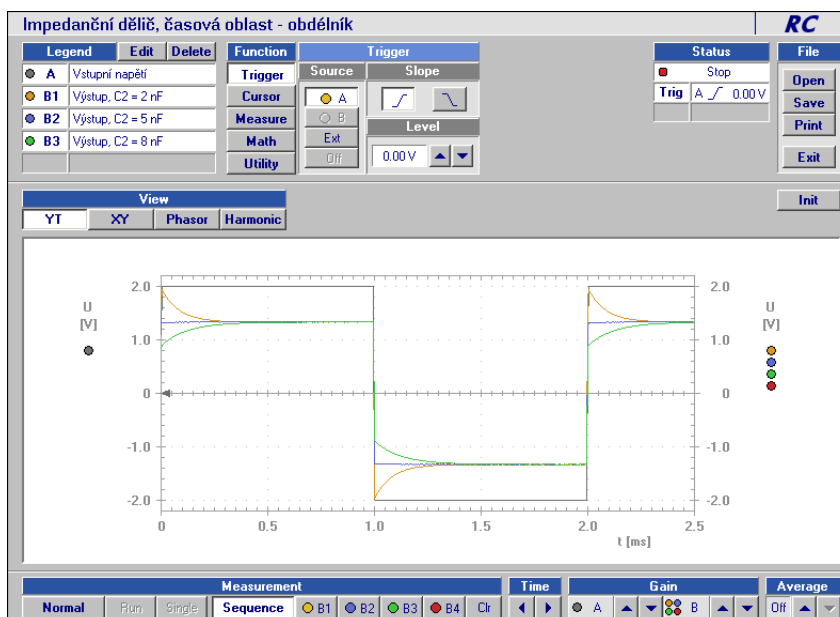 Impedanční dělič, časová oblast - obdélník
RC
Legend Edit Delete
A Vstupní napětí
B1 Výstup, C2 = 2 nF
B2 Výstup, C2 = 5 nF
B3 Výstup, C2 = 8 nF
Function
Trigger
Cursor
Measure
Math
Utility
Trigger
Source
A
B
Ext
Off
Slope
Level
0.00 V
Status
Stop
Trig A 0.00 V
File
Open
Save
Print
Exit
View
YT XY Phasor Harmonic
Init
U
[V]
2.0
1.0
0
-1.0
-2.0
2.0
1.0
0
-1.0
-2.0
U
[V]
0 0.5 1.0 1.5 2.0 2.5
t [ms]
Measurement
Normal Run Single Sequence B1 B2 B3 B4 Clr
Time
Gain
A B
Average
Off